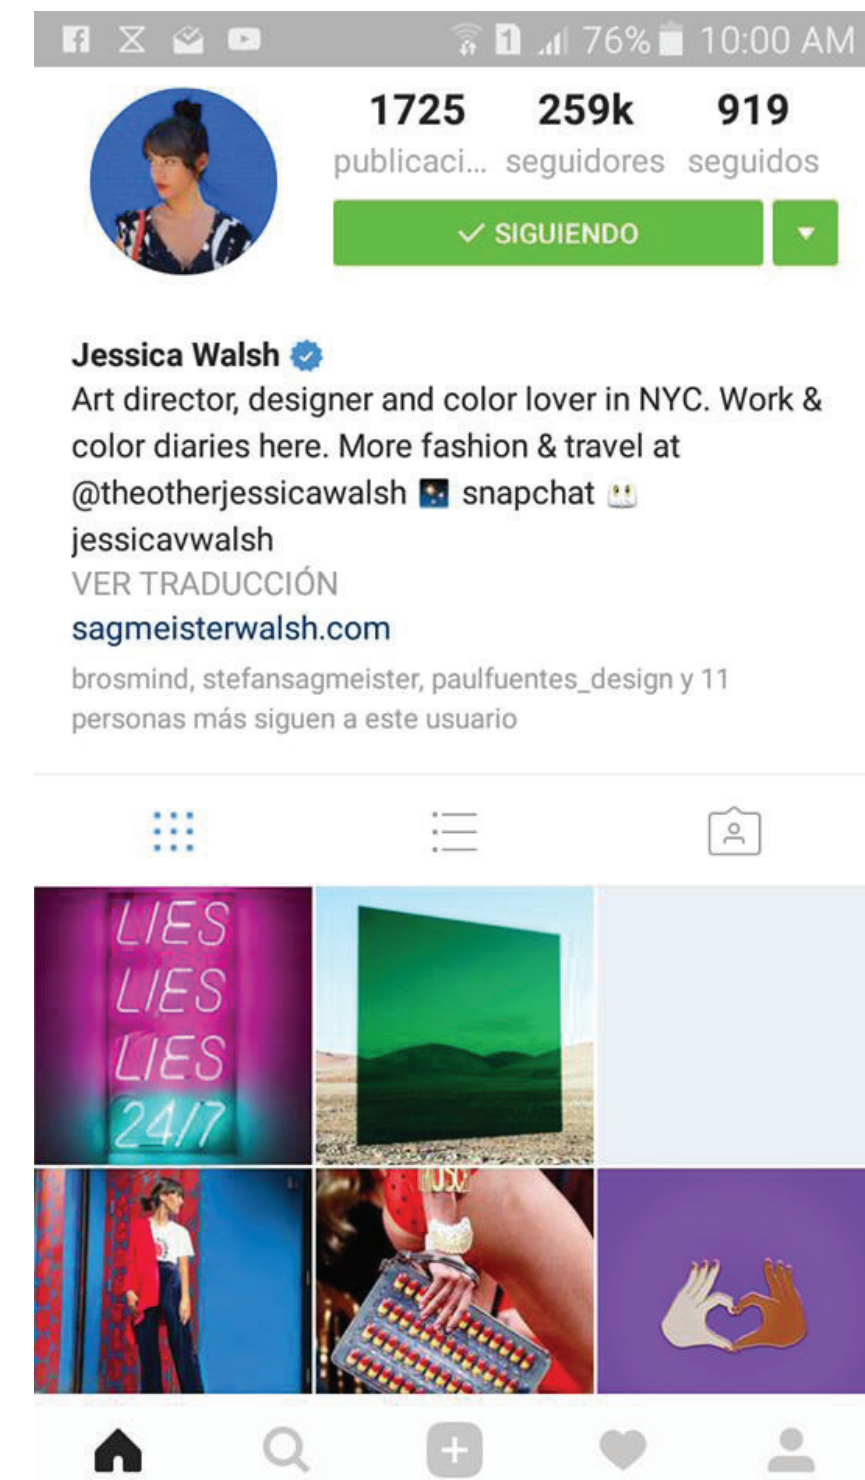 76% 10:00 AM
1725 259k 919
publicaci... seguidores seguidos
✓ SIGUIENDO
Jessica Walsh
Art director, designer and color lover in NYC. Work &
color diaries here. More fashion & travel at
@theotherjessicawalsh 🌃 snapchat 👀
jessicavwalsh
VER TRADUCCIÓN
sagmeisterwalsh.com
brosmind, stefansagmeister, paulfuentes_design y 11
personas más siguen a este usuario
LIES
LIES
LIES
24/7